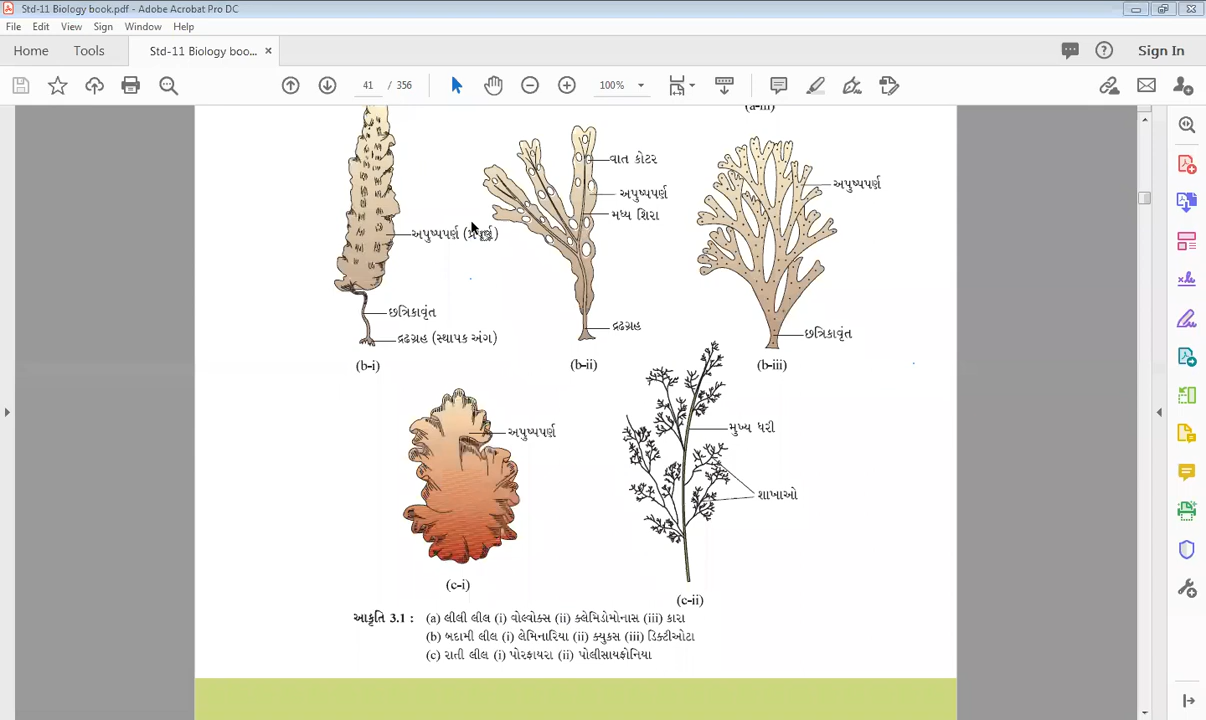 Std-11 Biology book.pdf - Adobe Acrobat Pro DC
File Edit View Sign Window Help
Home Tools Std-11 Biology boo... × Sign In
41 / 356 100%
(a-iii)
વાત કોટર
અપુષ્પપર્ણ
મધ્ય શિરા
દ્રઢગ્રહ
(b-ii)
અપુષ્પપર્ણ (પ્રપર્ણ)
છત્રિકાવૃંત
દ્રઢગ્રહ (સ્થાપક અંગ)
(b-i)
અપુષ્પપર્ણ
છત્રિકાવૃંત
(b-iii)
અપુષ્પપર્ણ
(c-i)
મુખ્ય ધરી
શાખાઓ
(c-ii)
આકૃતિ 3.1 : (a) લીલી લીલ (i) વોલ્વોક્સ (ii) ક્લેમિડોમોનાસ (iii) કારા
(b) બદામી લીલ (i) લેમિનારિયા (ii) ક્યુકસ (iii) ડિક્ટીઓટા
(c) રાતી લીલ (i) પોરફાયરા (ii) પોલીસાયફોનિયા